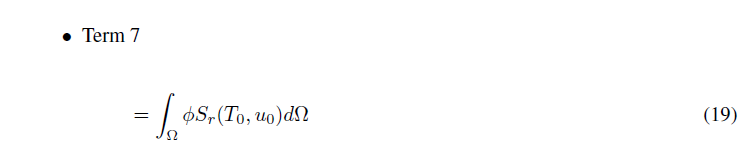 • Term 7
= ∫_Ω ϕS_r(T_0, u_0)dΩ (19)